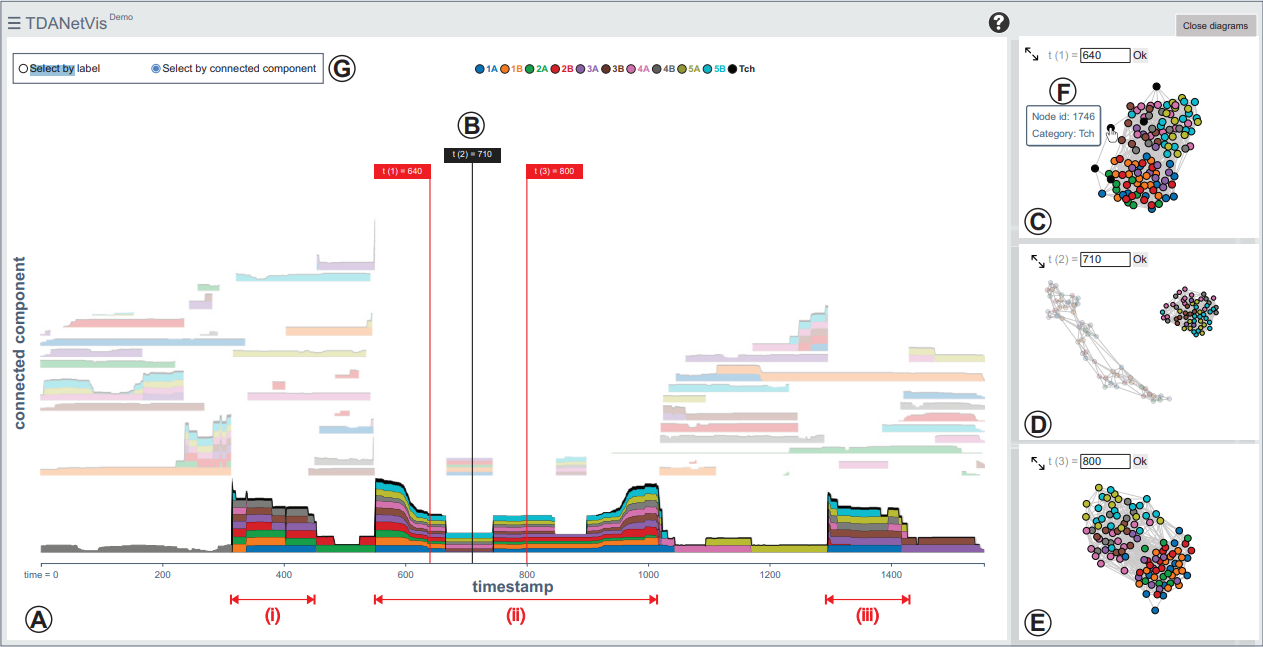 ☰ TDANetVis Demo
?
Close diagrams
Select by label
Select by connected component
G
1A 1B 2A 2B 3A 3B 4A 4B 5A 5B Tch
B
t (2) = 710
t (1) = 640
t (3) = 800
connected component
time = 0 200 400 600 800 1000 1200 1400
timestamp
(i)
(ii)
(iii)
A
t (1) = 640 Ok
F
Node id: 1746
Category: Tch
C
t (2) = 710 Ok
D
t (3) = 800 Ok
E